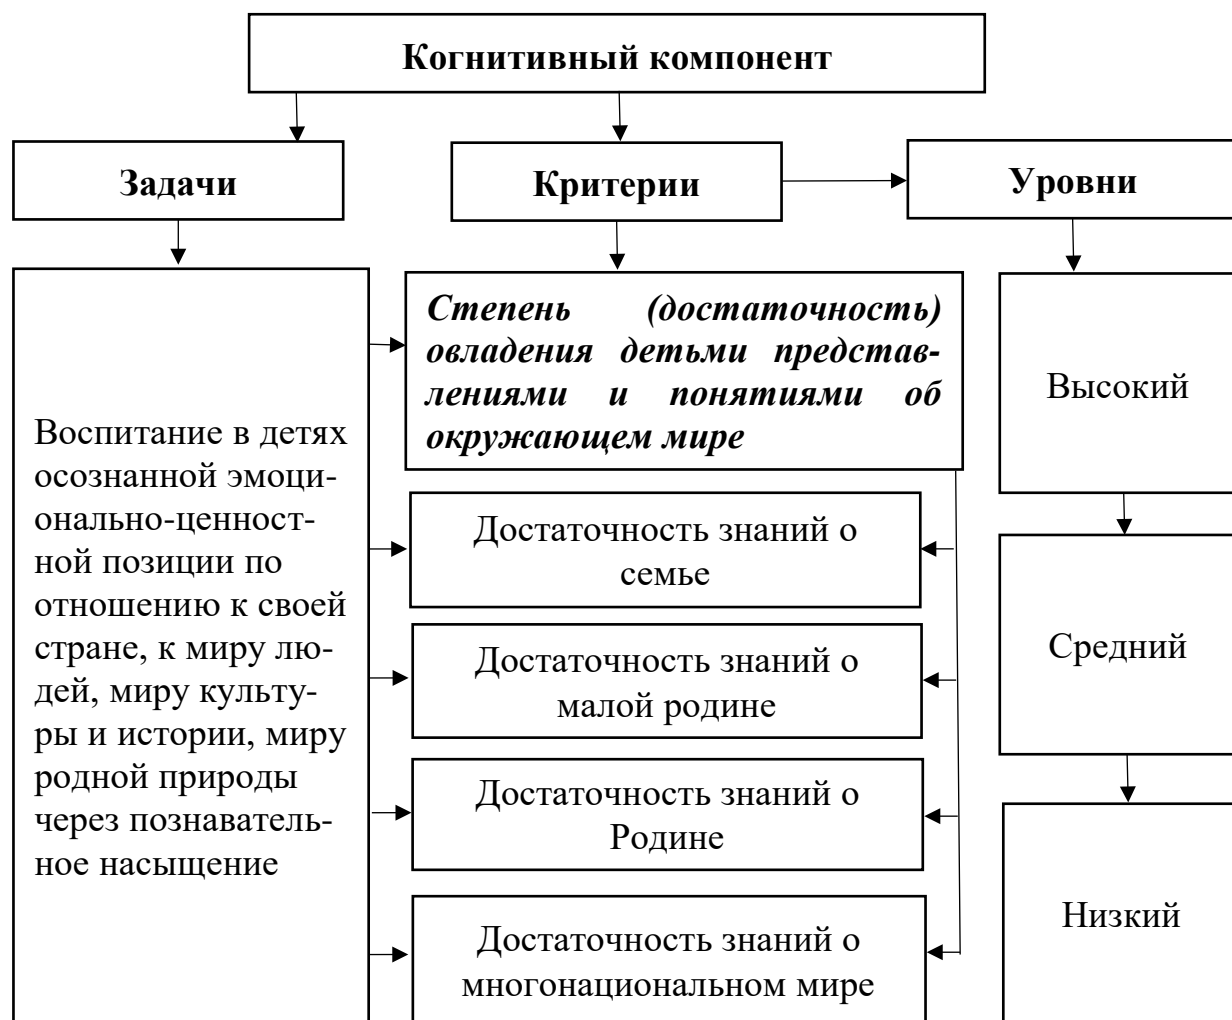 Когнитивный компонент
Задачи
Критерии
Уровни
Воспитание в детях
осознанной эмоци-
онально-ценност-
ной позиции по
отношению к своей
стране, к миру лю-
дей, миру культу-
ры и истории, миру
родной природы
через познаватель-
ное насыщение
Степень (достаточность)
овладения детьми представ-
лениями и понятиями об
окружающем мире
Достаточность знаний о
семье
Достаточность знаний о
малой родине
Достаточность знаний о
Родине
Достаточность знаний о
многонациональном мире
Высокий
Средний
Низкий